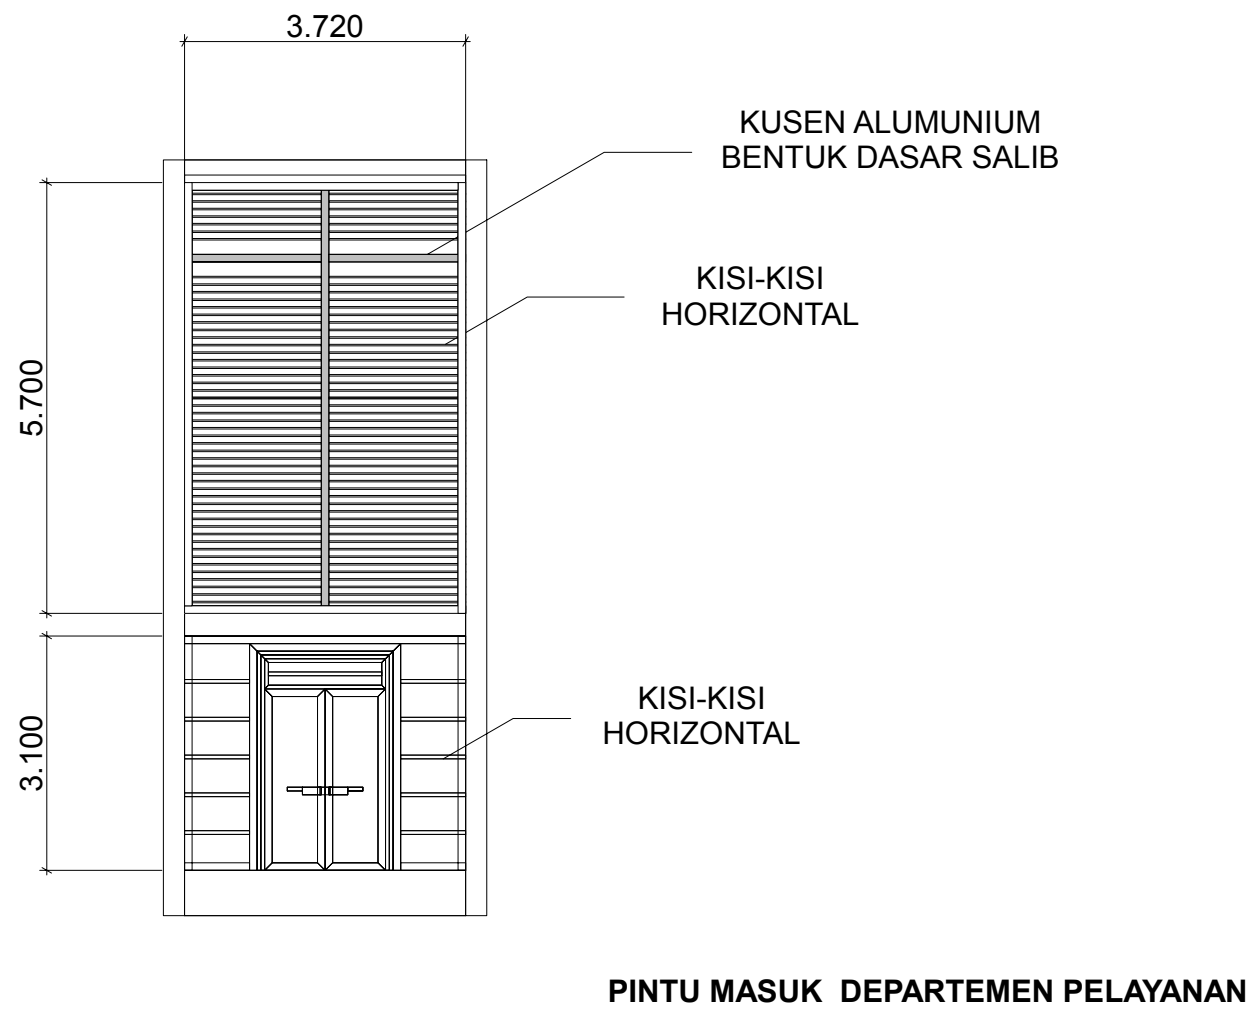 3.720
KUSEN ALUMUNIUM
BENTUK DASAR SALIB
KISI-KISI
HORIZONTAL
5.700
KISI-KISI
HORIZONTAL
3.100
PINTU MASUK  DEPARTEMEN PELAYANAN